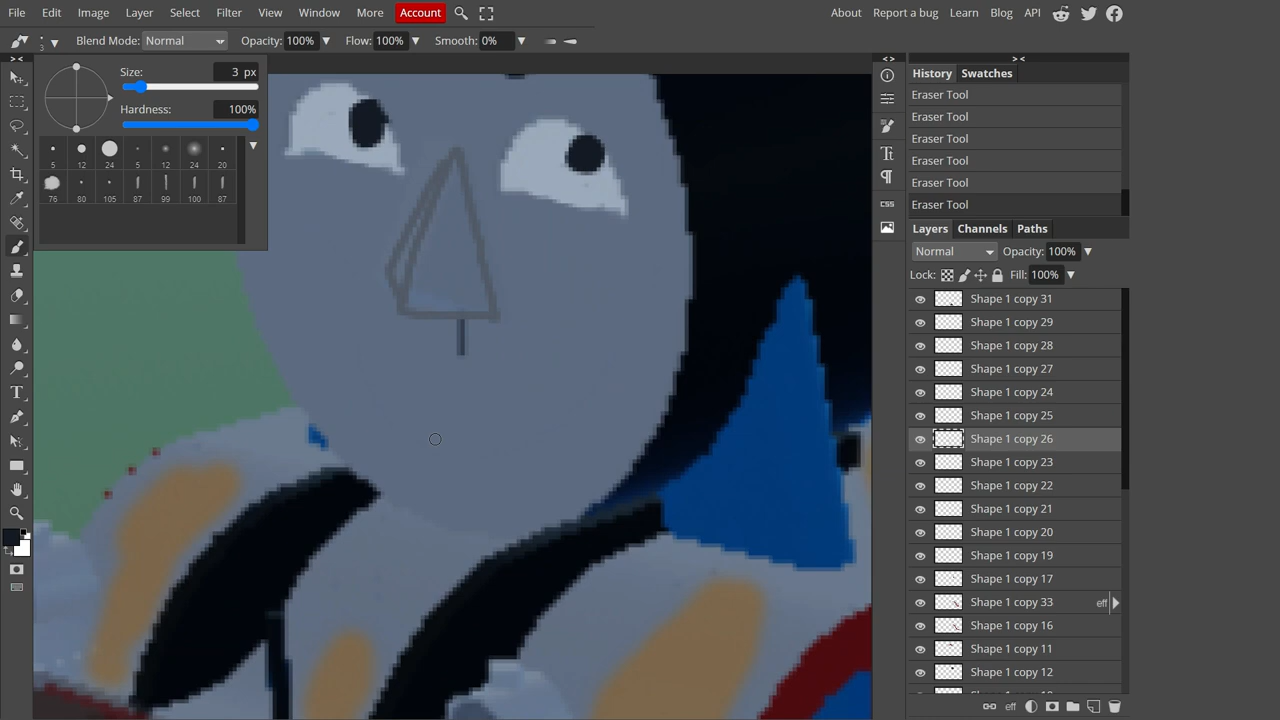 File Edit Image Layer Select Filter View Window More Account About Report a bug Learn Blog API
3 Blend Mode: Normal Opacity: 100% Flow: 100% Smooth: 0%
Size: 3 px
Hardness: 100%
5 12 24 5 12 24 20
76 80 105 87 99 100 87
History Swatches
Eraser Tool
Eraser Tool
Eraser Tool
Eraser Tool
Eraser Tool
Eraser Tool
Layers Channels Paths
Normal Opacity: 100%
Lock: Fill: 100%
Shape 1 copy 31
Shape 1 copy 29
Shape 1 copy 28
Shape 1 copy 27
Shape 1 copy 24
Shape 1 copy 25
Shape 1 copy 26
Shape 1 copy 23
Shape 1 copy 22
Shape 1 copy 21
Shape 1 copy 20
Shape 1 copy 19
Shape 1 copy 17
Shape 1 copy 33 eff
Shape 1 copy 16
Shape 1 copy 11
Shape 1 copy 12
eff
CSS